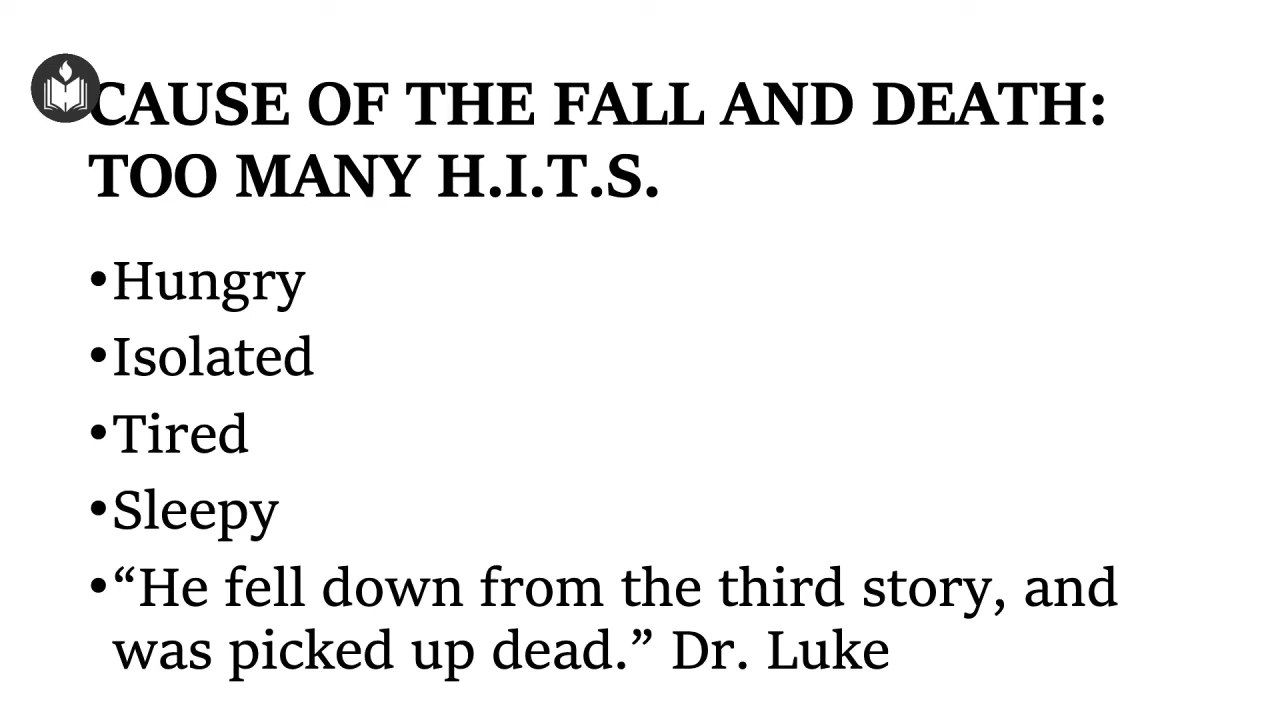 CAUSE OF THE FALL AND DEATH:
TOO MANY H.I.T.S.
•Hungry
•Isolated
•Tired
•Sleepy
•“He fell down from the third story, and
was picked up dead.” Dr. Luke